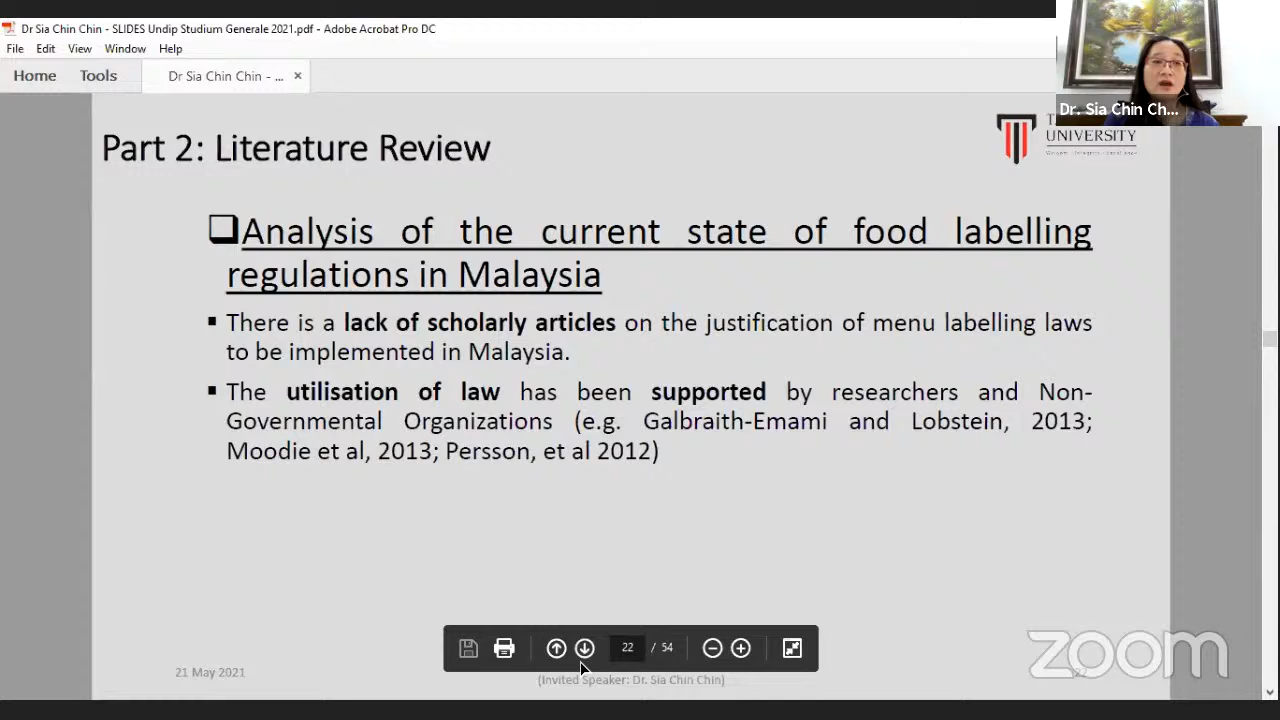 Dr Sia Chin Chin - SLIDES Undip Studium Generale 2021.pdf - Adobe Acrobat Pro DC
File Edit View Window Help
Home Tools Dr Sia Chin Chin - ... ×
Dr. Sia Chin Ch...
UNIVERSITY
Part 2: Literature Review
Analysis of the current state of food labelling
regulations in Malaysia
▪ There is a lack of scholarly articles on the justification of menu labelling laws
to be implemented in Malaysia.
▪ The utilisation of law has been supported by researchers and Non-
Governmental Organizations (e.g. Galbraith-Emami and Lobstein, 2013;
Moodie et al, 2013; Persson, et al 2012)
22 / 54
21 May 2021
(Invited Speaker: Dr. Sia Chin Chin)
zoom